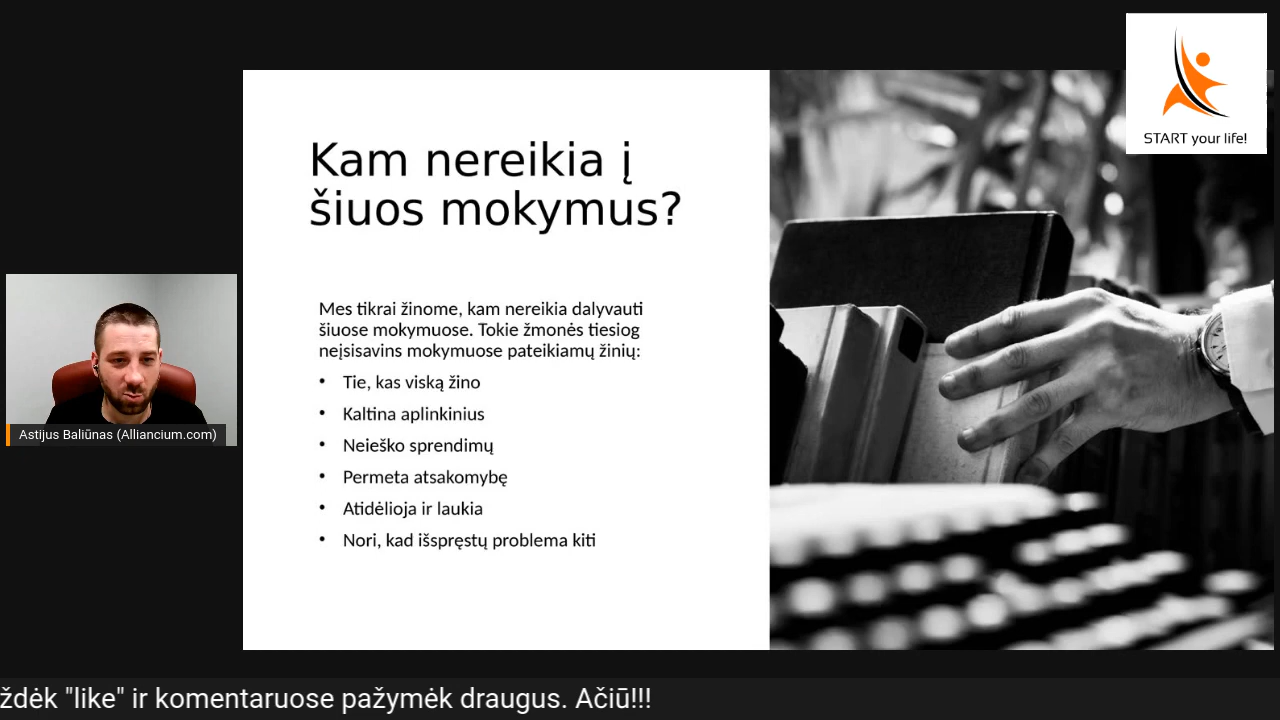 START your life!
Kam nereikia į
šiuos mokymus?
Mes tikrai žinome, kam nereikia dalyvauti
šiuose mokymuose. Tokie žmonės tiesiog
neįsisavins mokymuose pateikiamų žinių:
• Tie, kas viską žino
• Kaltina aplinkinius
• Neieško sprendimų
• Permeta atsakomybę
• Atidėlioja ir laukia
• Nori, kad išspręstų problema kiti
Astijus Baliūnas (Alliancium.com)
ždėk "like" ir komentaruose pažymėk draugus. Ačiū!!!